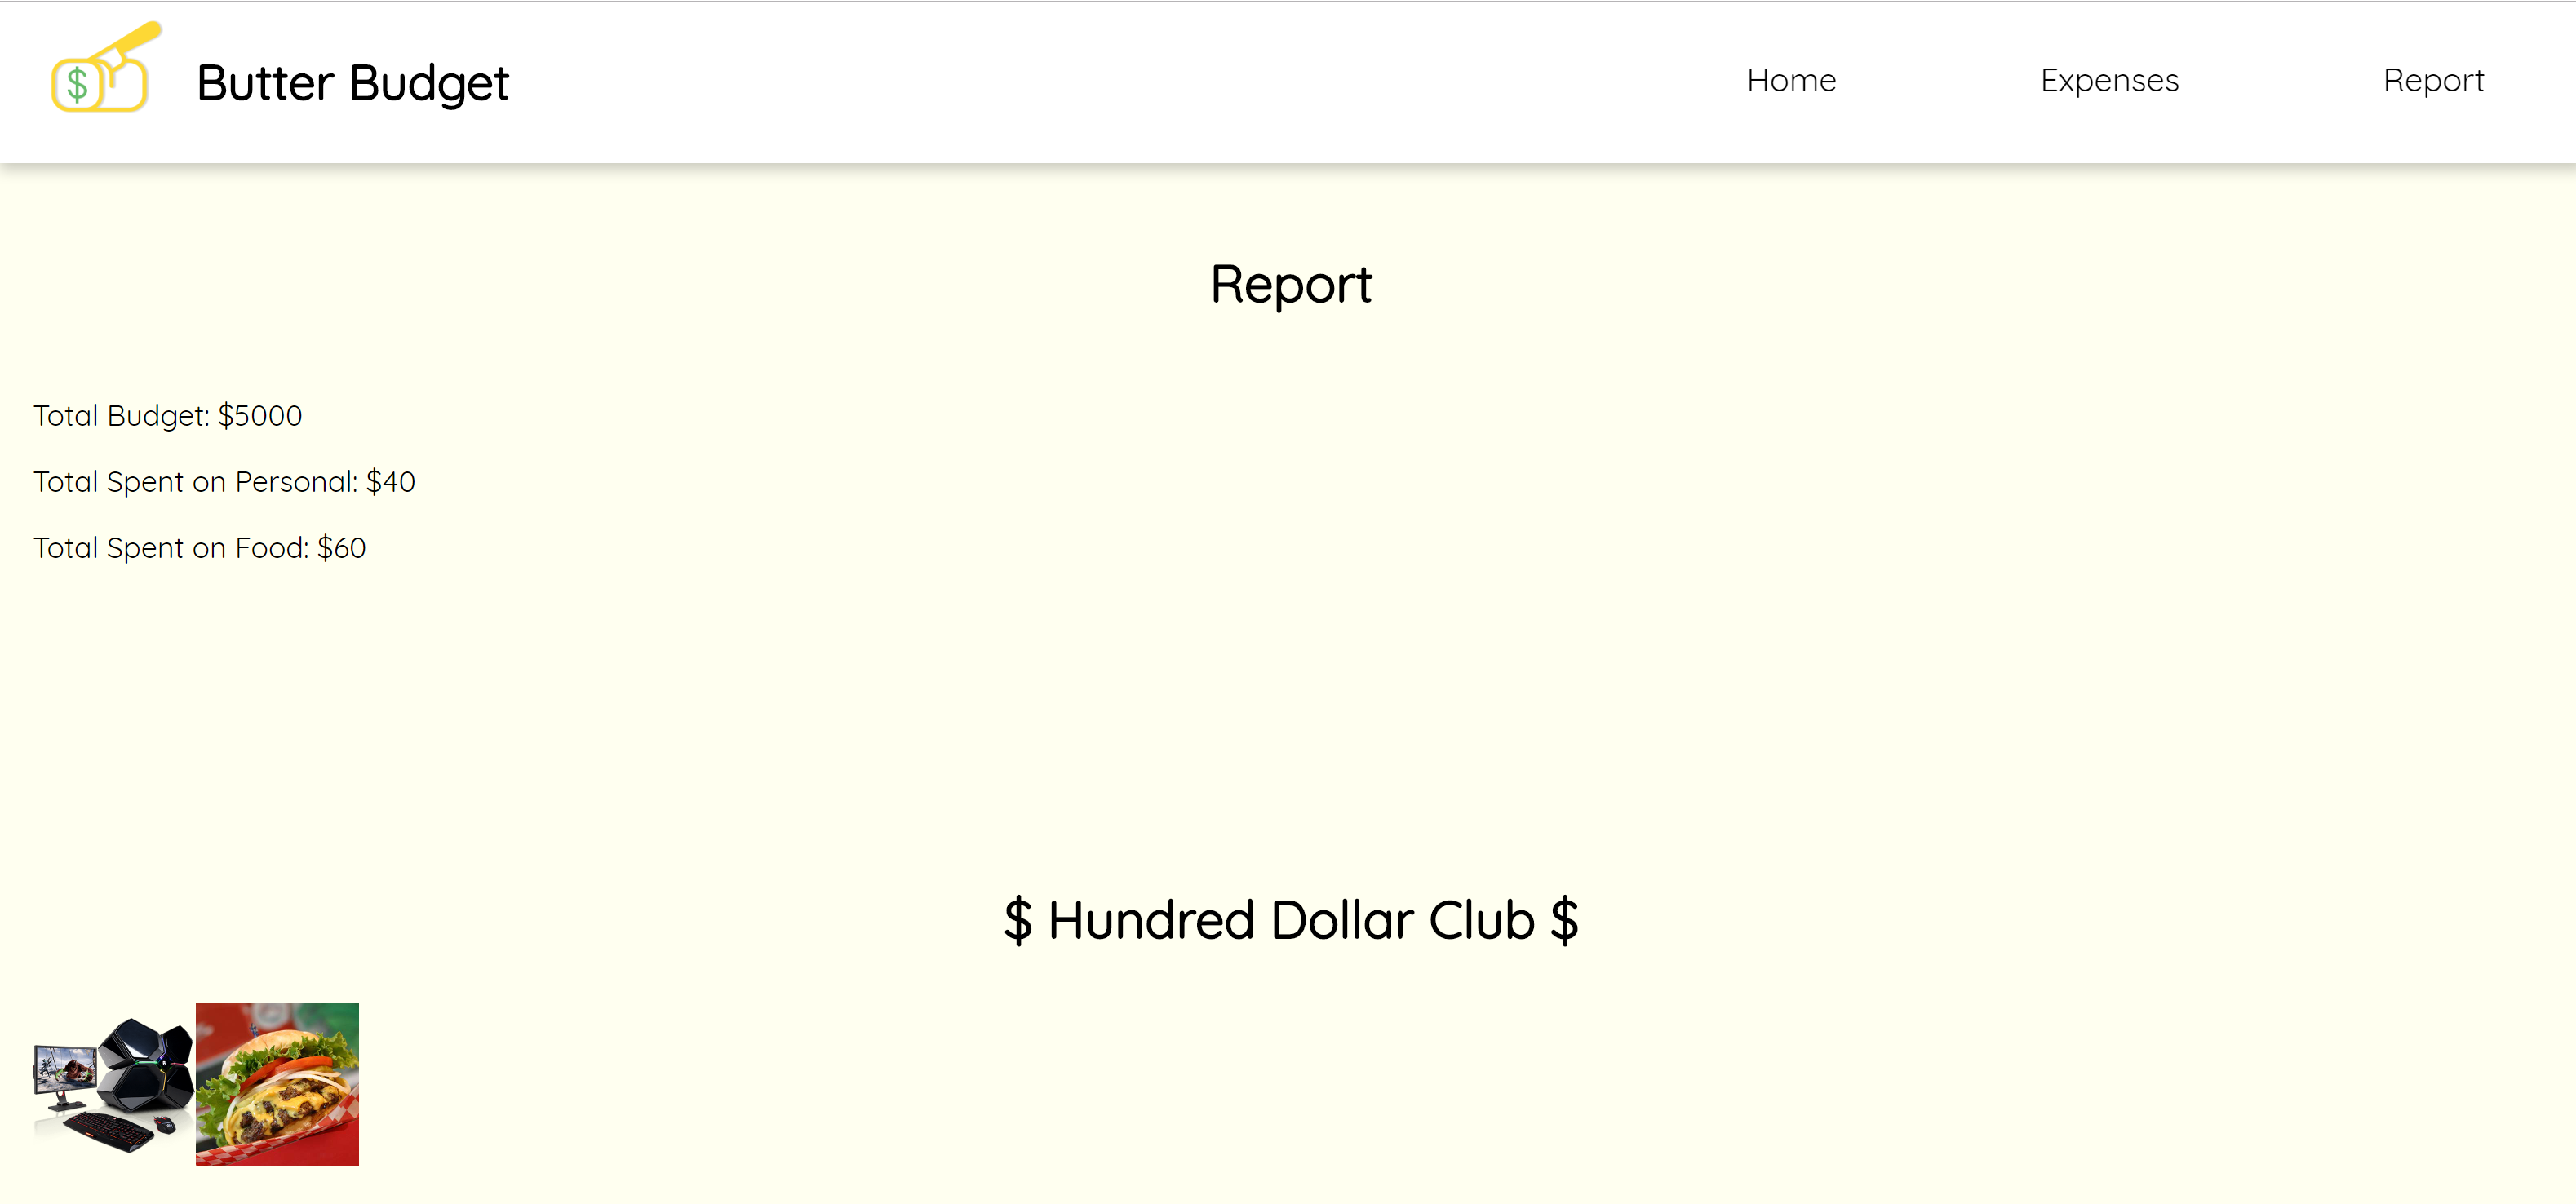 $
Butter Budget
Home
Expenses
Report
Report
Total Budget: $5000
Total Spent on Personal: $40
Total Spent on Food: $60
$ Hundred Dollar Club $